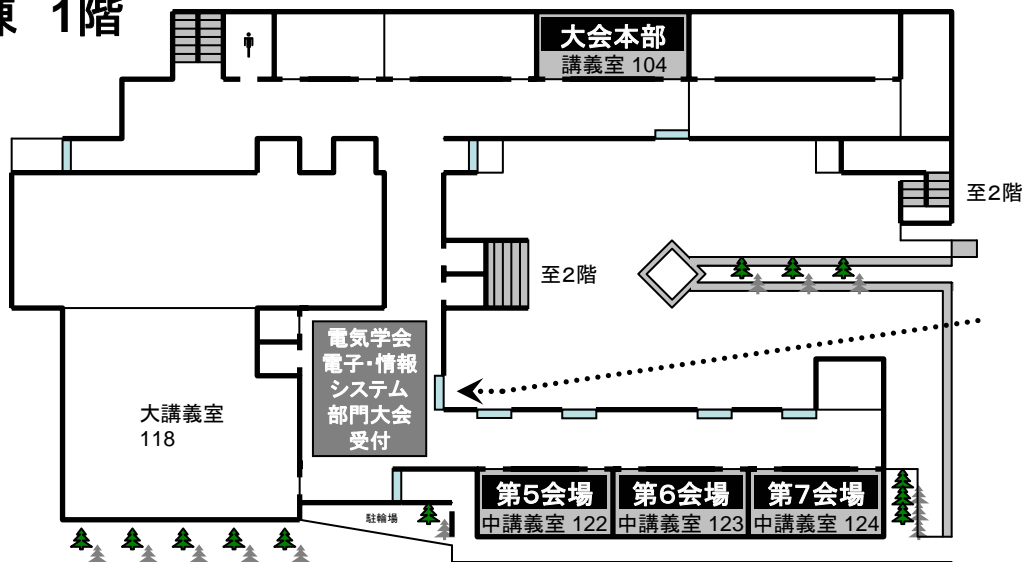 棟 1階
大会本部
講義室 104
至2階
至2階
電気学会
電子・情報
システム
部門大会
受付
大講義室
118
第5会場
中講義室 122
第6会場
中講義室 123
第7会場
中講義室 124
駐輪場